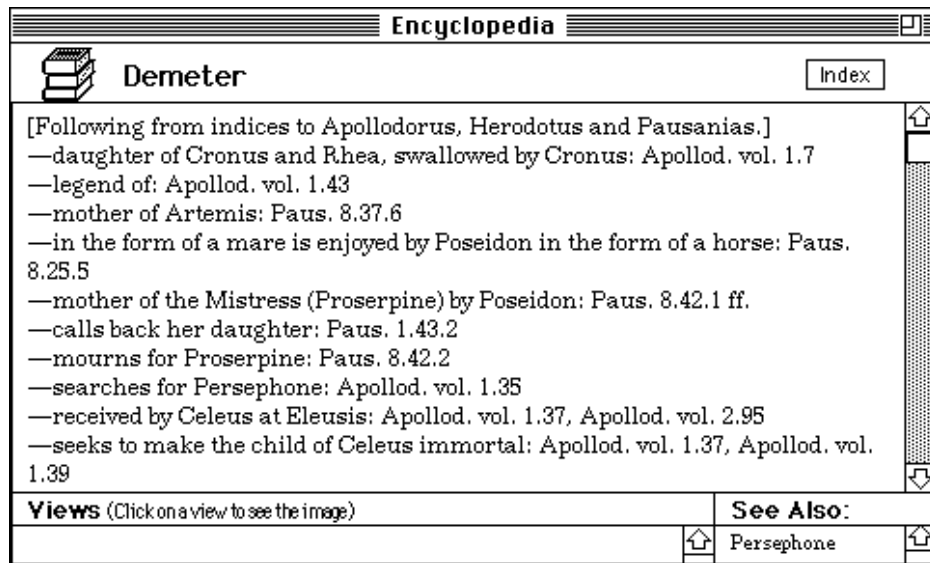 Encyclopedia
Demeter
Index
[Following from indices to Apollodorus, Herodotus and Pausanias.]
—daughter of Cronus and Rhea, swallowed by Cronus: Apollod. vol. 1.7
—legend of: Apollod. vol. 1.43
—mother of Artemis: Paus. 8.37.6
—in the form of a mare is enjoyed by Poseidon in the form of a horse: Paus.
8.25.5
—mother of the Mistress (Proserpine) by Poseidon: Paus. 8.42.1 ff.
—calls back her daughter: Paus. 1.43.2
—mourns for Proserpine: Paus. 8.42.2
—searches for Persephone: Apollod. vol. 1.35
—received by Celeus at Eleusis: Apollod. vol. 1.37, Apollod. vol. 2.95
—seeks to make the child of Celeus immortal: Apollod. vol. 1.37, Apollod. vol.
1.39
Views (Click on a view to see the image)
See Also:
Persephone